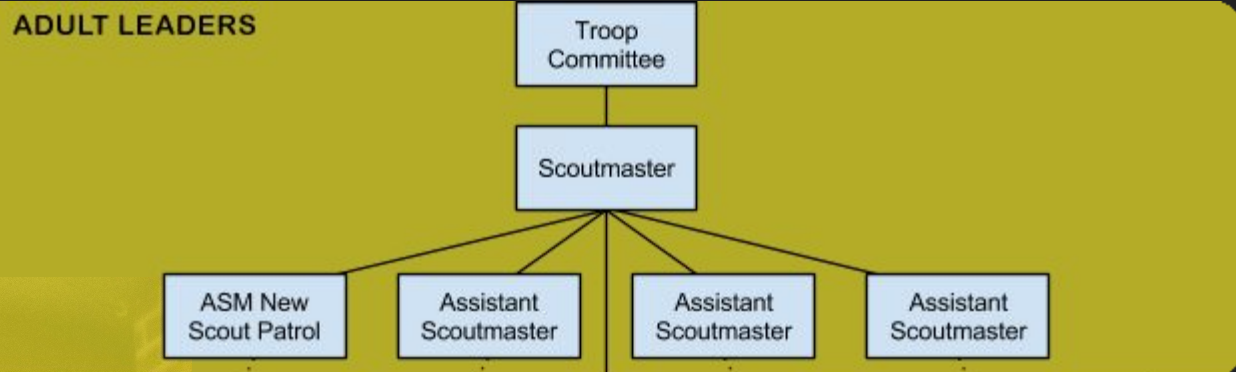 ADULT LEADERS
Troop
Committee
Scoutmaster
ASM New
Scout Patrol
Assistant
Scoutmaster
Assistant
Scoutmaster
Assistant
Scoutmaster